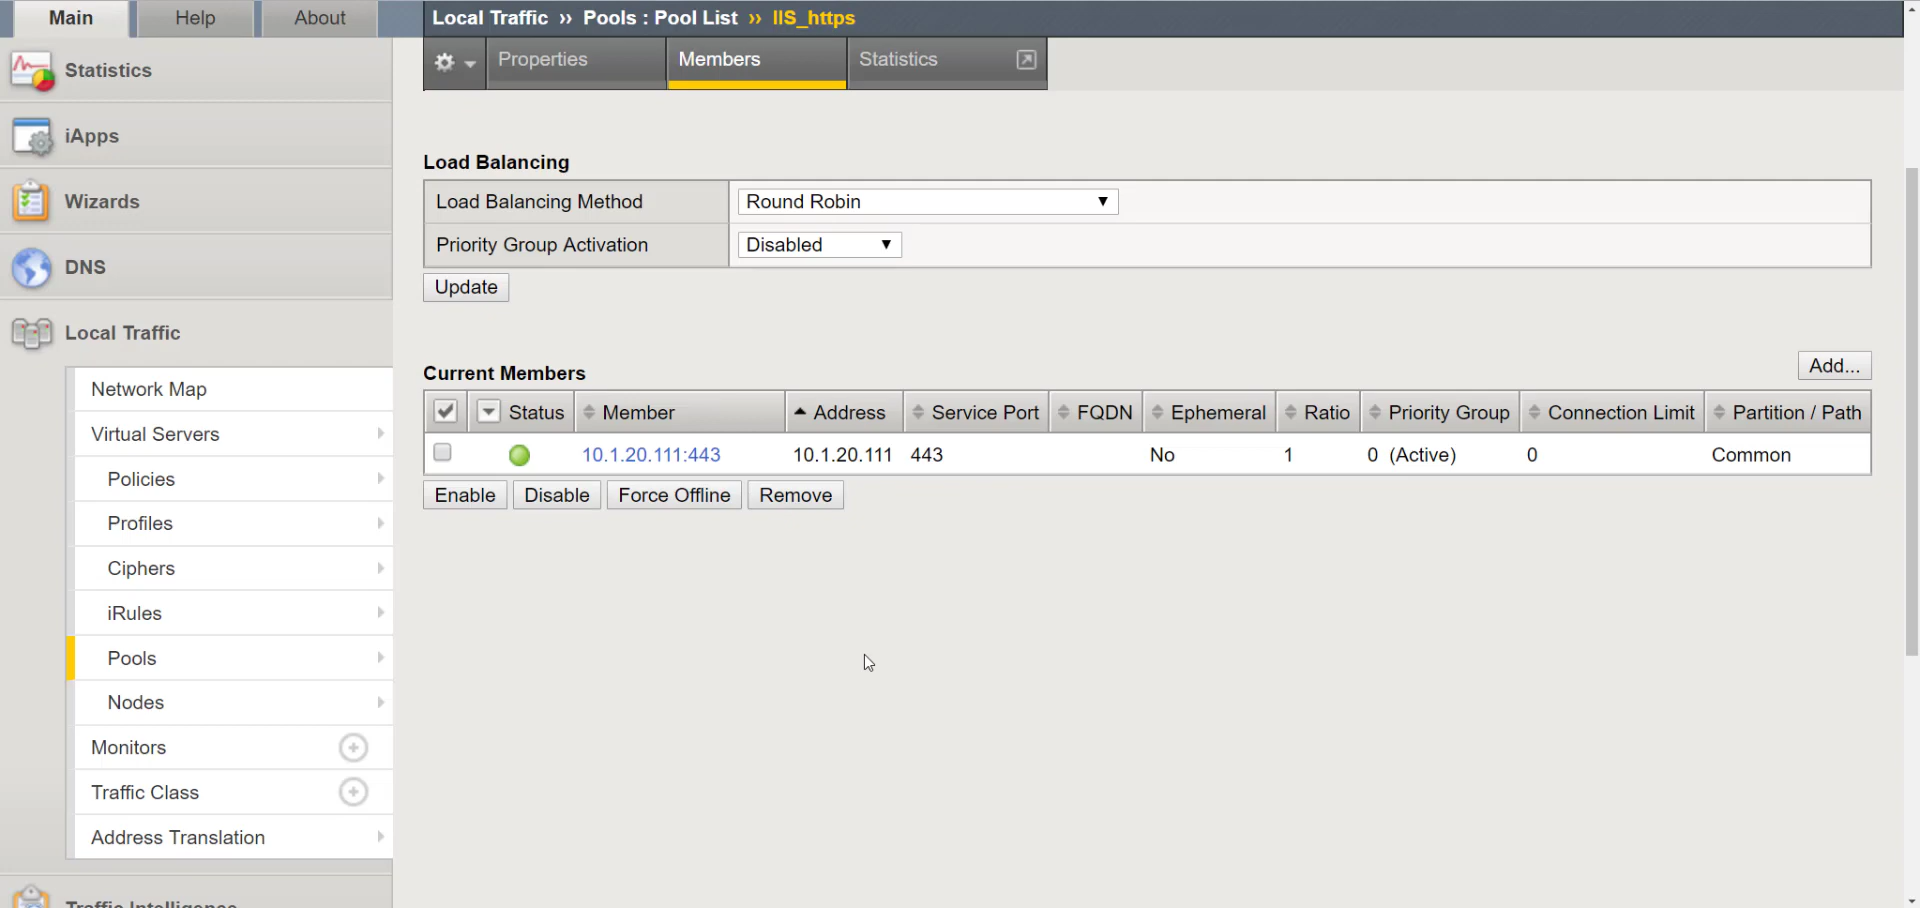 Main Help About
Local Traffic ›› Pools : Pool List ›› IIS_https
Properties Members Statistics
Statistics
iApps
Wizards
DNS
Local Traffic
Network Map
Virtual Servers
Policies
Profiles
Ciphers
iRules
Pools
Nodes
Monitors
Traffic Class
Address Translation
Traffic Intelligence
Load Balancing
Load Balancing Method Round Robin
Priority Group Activation Disabled
Update
Current Members Add...
Status Member Address Service Port FQDN Ephemeral Ratio Priority Group Connection Limit Partition / Path
10.1.20.111:443 10.1.20.111 443 No 1 0 (Active) 0 Common
Enable Disable Force Offline Remove